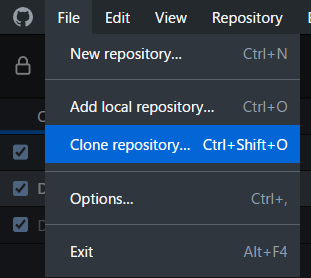 File Edit View Repository
New repository... Ctrl+N
Add local repository... Ctrl+O
Clone repository... Ctrl+Shift+O
Options... Ctrl+,
Exit Alt+F4